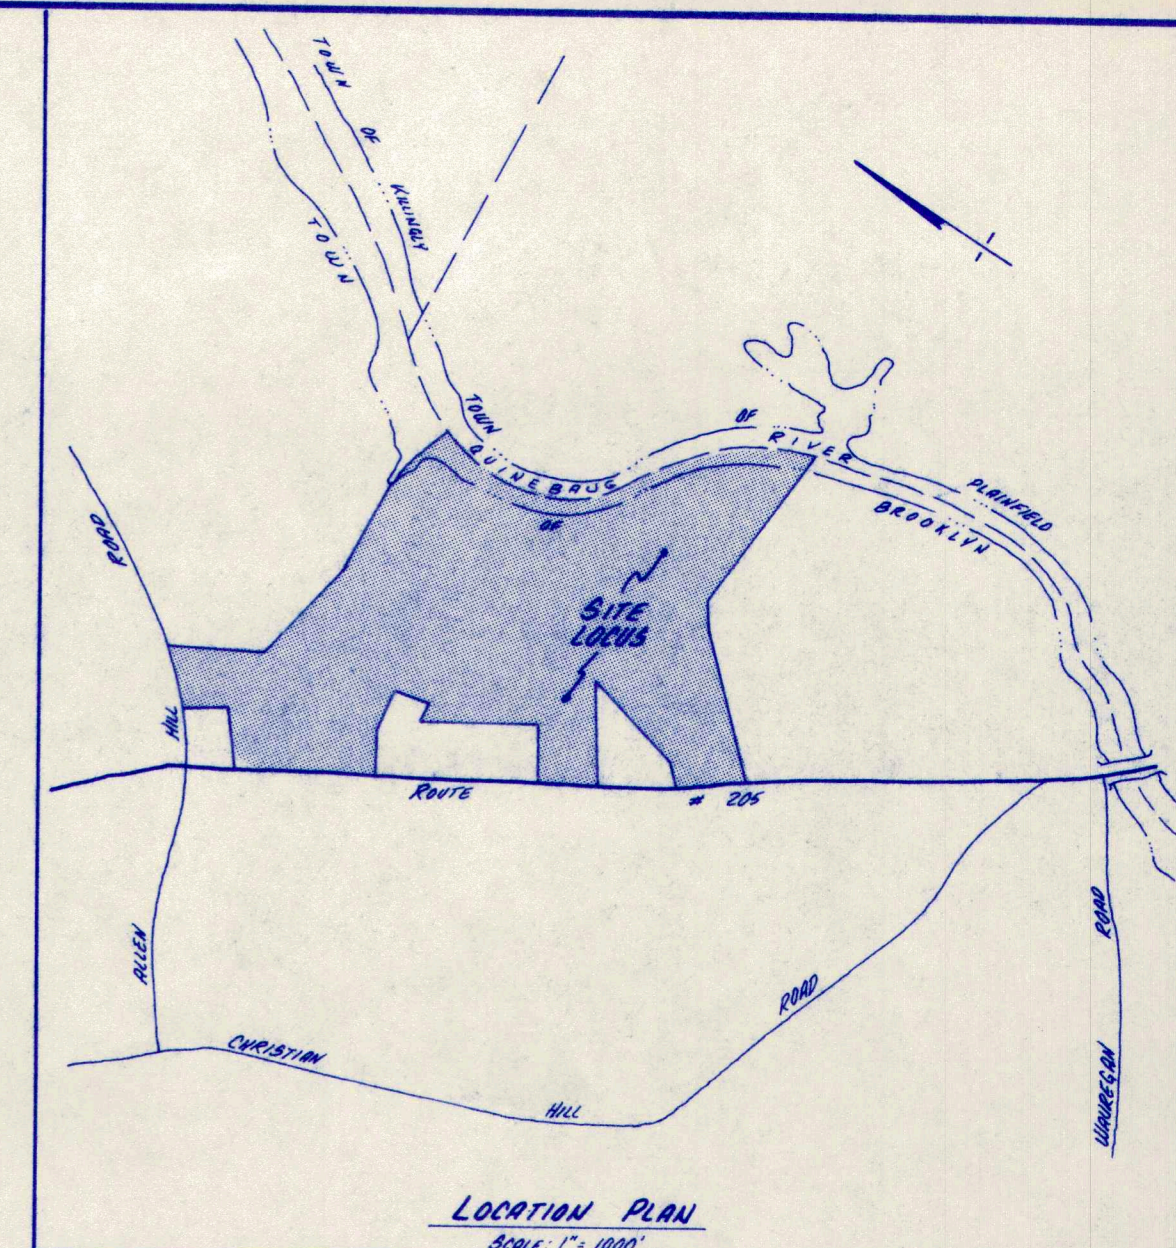 TOWN OF KILLINGLY
TOWN OF BROOKLYN
TOWN OF PLAINFIELD
QUINEBAUG RIVER
SITE
LOCUS
ALLEN HILL ROAD
ROUTE # 205
CHRISTIAN HILL ROAD
WAUREGAN ROAD
LOCATION PLAN
SCALE: 1" = 1000'